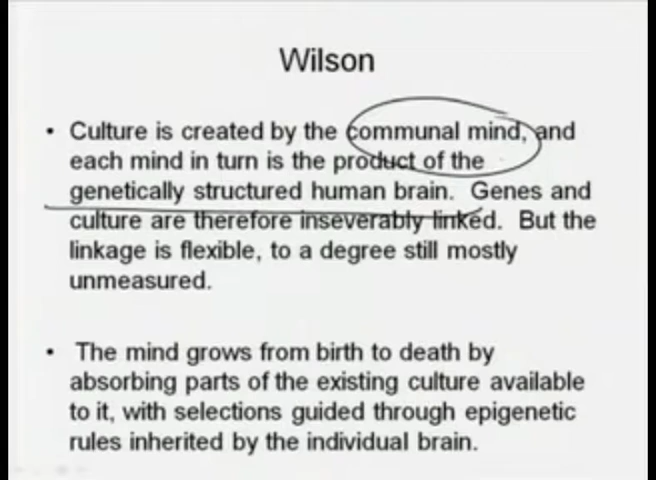 Wilson
• Culture is created by the communal mind, and
each mind in turn is the product of the
genetically structured human brain. Genes and
culture are therefore inseverably linked. But the
linkage is flexible, to a degree still mostly
unmeasured.
• The mind grows from birth to death by
absorbing parts of the existing culture available
to it, with selections guided through epigenetic
rules inherited by the individual brain.